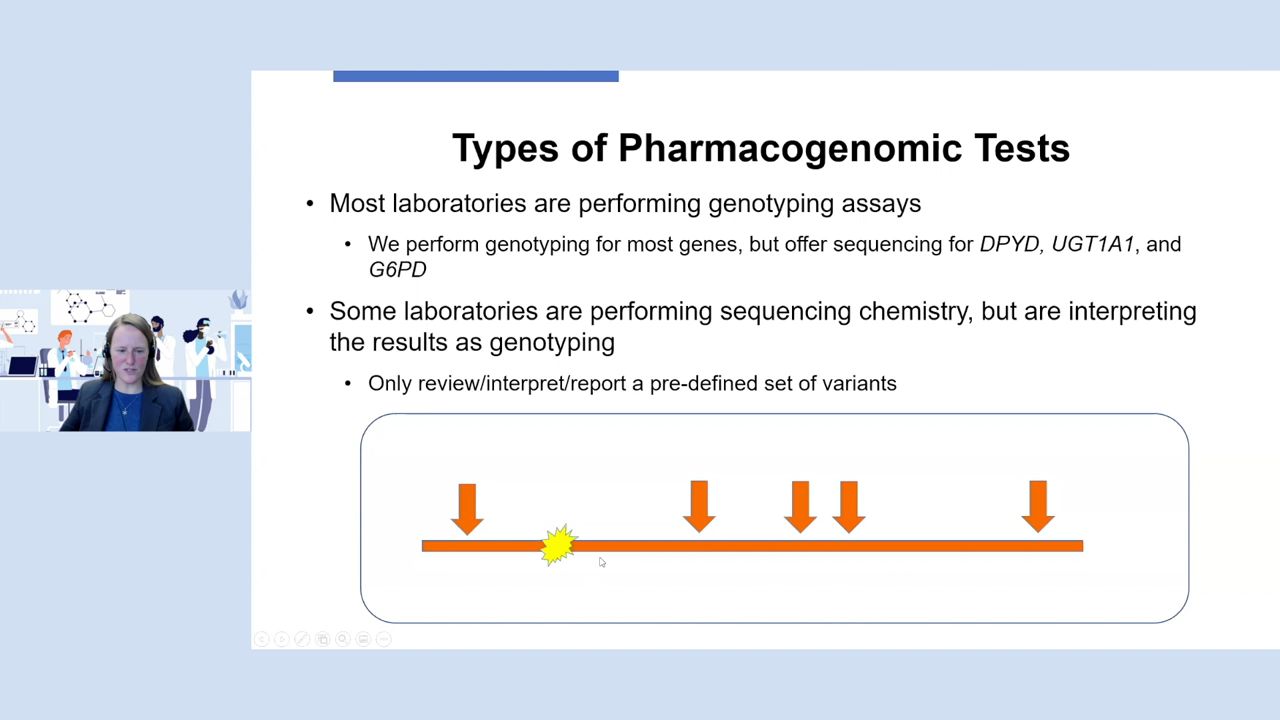 Types of Pharmacogenomic Tests
• Most laboratories are performing genotyping assays
• We perform genotyping for most genes, but offer sequencing for DPYD, UGT1A1, and
G6PD
• Some laboratories are performing sequencing chemistry, but are interpreting
the results as genotyping
• Only review/interpret/report a pre-defined set of variants